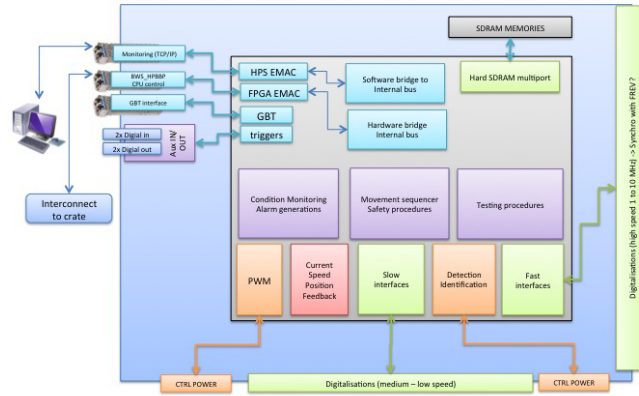 SDRAM MEMORIES
Monitoring (TCP/IP)
BWS_HPBBP
CPU control
GBT interface
2x Digial in
2x Digial out
Aux IN/
OUT
HPS EMAC
FPGA EMAC
GBT
triggers
Software bridge to
Internal bus
Hardware bridge
Internal bus
Hard SDRAM multiport
Interconnect
to crate
Condition Monitoring
Alarm generations
Movement sequencer
Safety procedures
Testing procedures
PWM
Current
Speed
Position
Feedback
Slow
interfaces
Detection
Identification
Fast
interfaces
CTRL POWER
Digitalisations (medium – low speed)
CTRL POWER
Digitalisations (high speed 1 to 10 MHz) -> Synchro with FREV ?